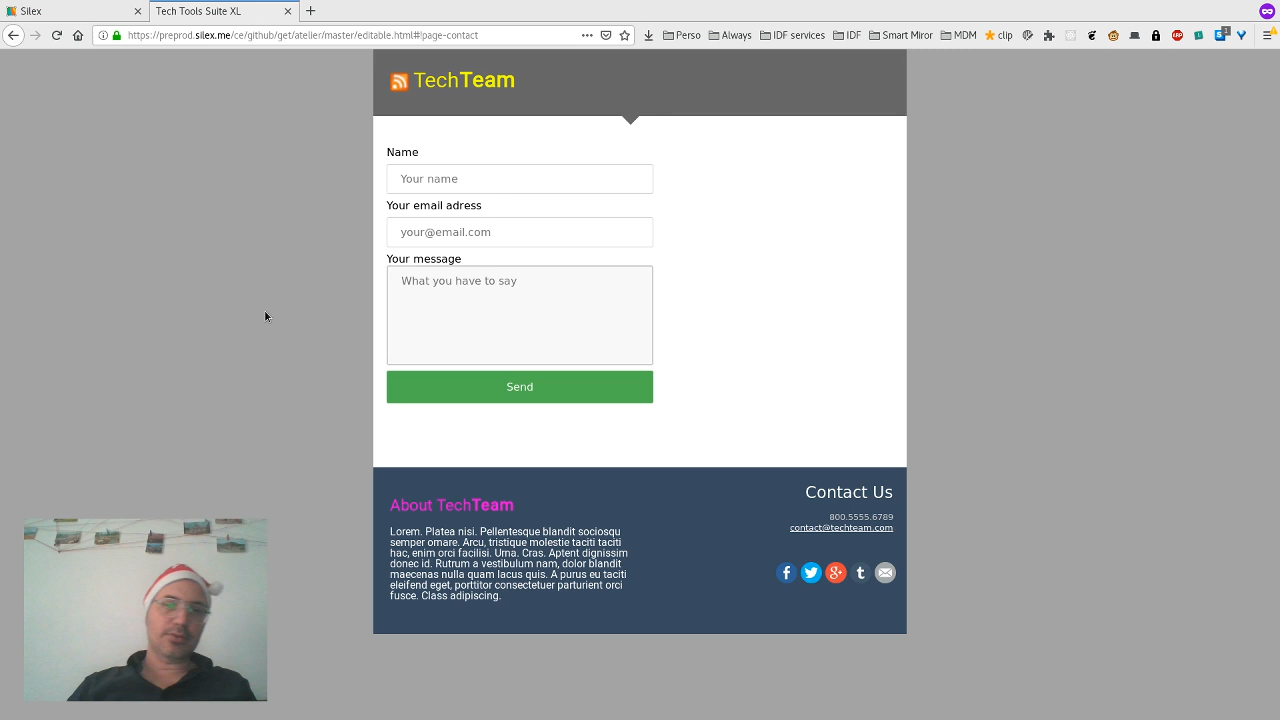 Silex
Tech Tools Suite XL
https://preprod.silex.me/ce/github/get/atelier/master/editable.html#!page-contact
Perso
Always
IDF services
IDF
Smart Miror
MDM
clip
TechTeam
Name
Your name
Your email adress
your@email.com
Your message
What you have to say
Send
About TechTeam
Lorem. Platea nisi. Pellentesque blandit sociosqu
semper ornare. Arcu, tristique molestie taciti taciti
hac, enim orci facilisi. Urna. Cras. Aptent dignissim
donec id. Rutrum a vestibulum nam, dolor blandit
maecenas nulla quam lacus quis. A purus eu taciti
eleifend eget, porttitor consectetuer parturient orci
fusce. Class adipiscing.
Contact Us
800.5555.6789
contact@techteam.com